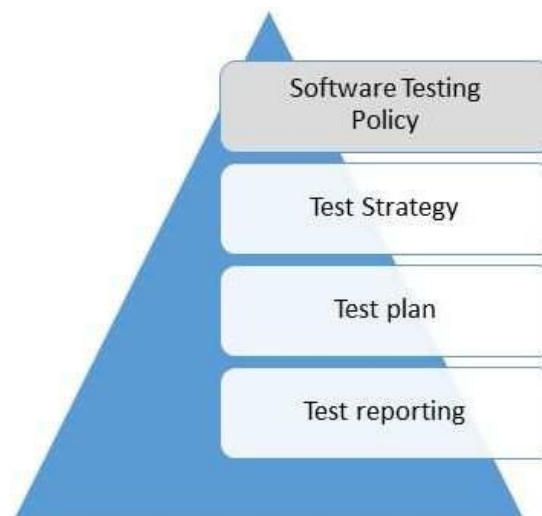 Software Testing
Policy
Test Strategy
Test plan
Test reporting